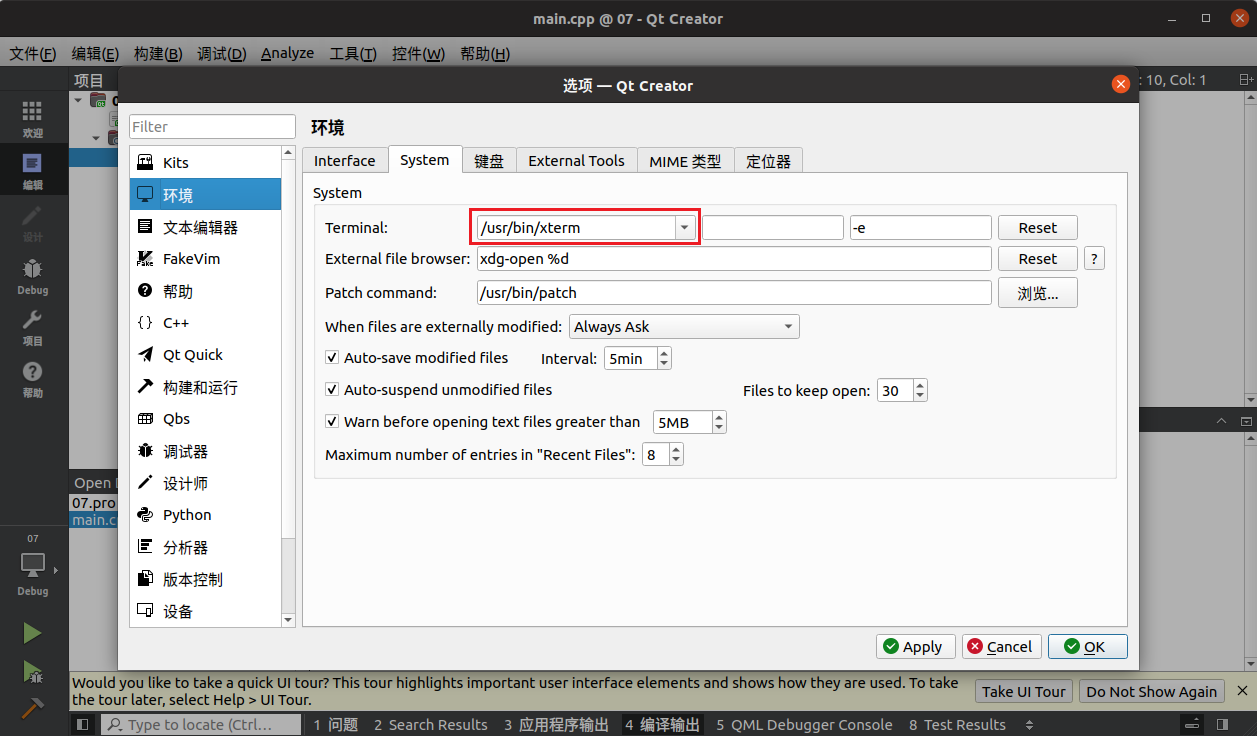 main.cpp @ 07 - Qt Creator
文件(F) 编辑(E) 构建(B) 调试(D) Analyze 工具(T) 控件(W) 帮助(H)
项目
: 10, Col: 1
选项 — Qt Creator
欢迎
编辑
设计
Debug
项目
帮助
07
Debug
Open
07.pro
main.c
Filter
Kits
环境
文本编辑器
FakeVim
帮助
C++
Qt Quick
构建和运行
Qbs
调试器
设计师
Python
分析器
版本控制
设备
环境
Interface System 键盘 External Tools MIME 类型 定位器
System
Terminal: /usr/bin/xterm -e Reset
External file browser: xdg-open %d Reset ?
Patch command: /usr/bin/patch 浏览...
When files are externally modified: Always Ask
Auto-save modified files Interval: 5min
Auto-suspend unmodified files Files to keep open: 30
Warn before opening text files greater than 5MB
Maximum number of entries in "Recent Files": 8
Apply Cancel OK
Would you like to take a quick UI tour? This tour highlights important user interface elements and shows how they are used. To take
the tour later, select Help > UI Tour.
Take UI Tour Do Not Show Again
Type to locate (Ctrl... 1 问题 2 Search Results 3 应用程序输出 4 编译输出 5 QML Debugger Console 8 Test Results